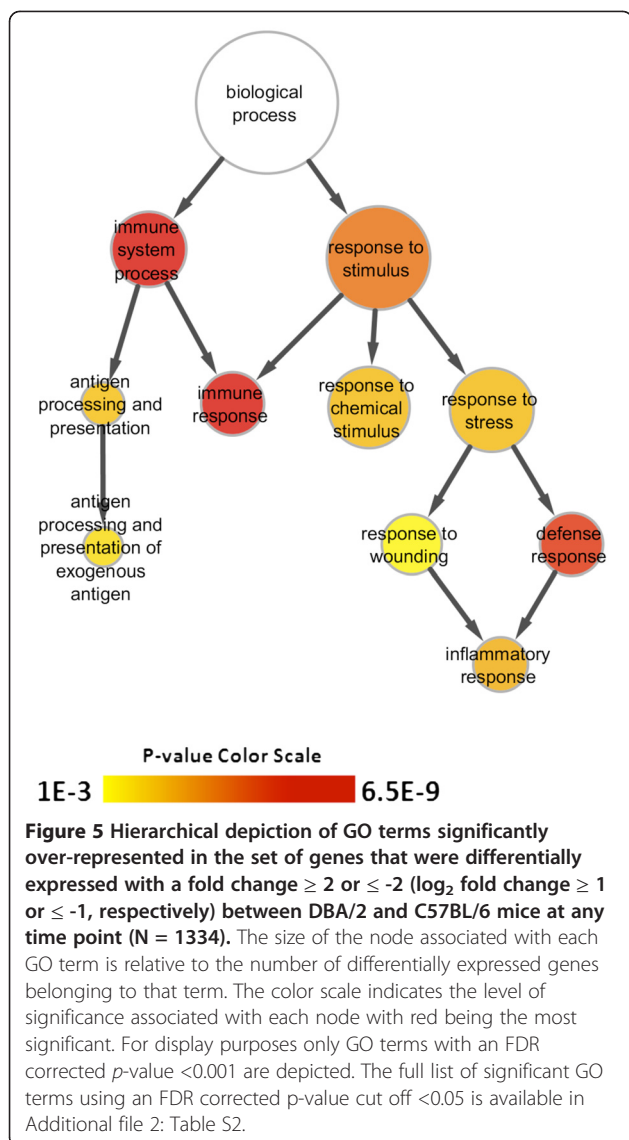 biological
process
immune
system
process
response to
stimulus
antigen
processing and
presentation
immune
response
response to
chemical
stimulus
response to
stress
antigen
processing and
presentation of
exogenous
antigen
response to
wounding
defense
response
inflammatory
response
P-value Color Scale
1E-3 6.5E-9
Figure 5 Hierarchical depiction of GO terms significantly
over-represented in the set of genes that were differentially
expressed with a fold change ≥ 2 or ≤ -2 (log₂ fold change ≥ 1
or ≤ -1, respectively) between DBA/2 and C57BL/6 mice at any
time point (N = 1334). The size of the node associated with each
GO term is relative to the number of differentially expressed genes
belonging to that term. The color scale indicates the level of
significance associated with each node with red being the most
significant. For display purposes only GO terms with an FDR
corrected p-value <0.001 are depicted. The full list of significant GO
terms using an FDR corrected p-value cut off <0.05 is available in
Additional file 2: Table S2.